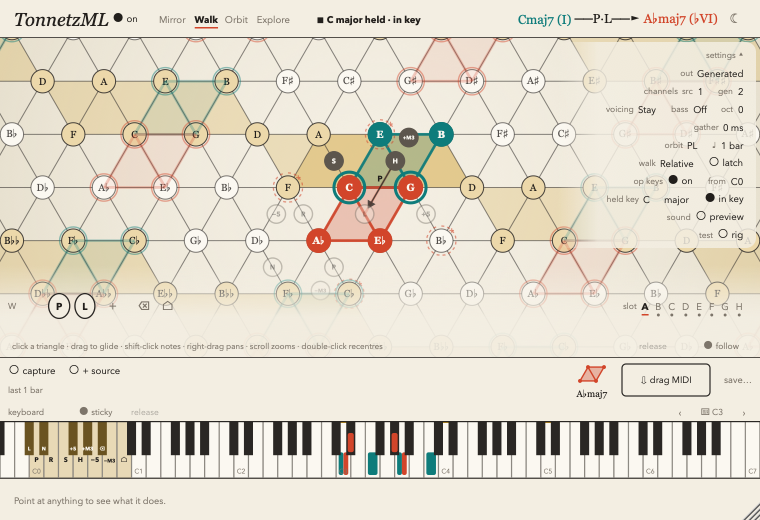 TonnetzML on Mirror Walk Orbit Explore ■ C major held · in key Cmaj7 (I) —P·L—► A♭maj7 (♭VI) ☾
settings
out Generated
D A E B F♯ C♯ G♯ D♯ A♯ E♯
channels src 1 gen 2
voicing Stay bass Off oct 0
gather 0 ms
B♭ F C G D A E +M3 B F♯ C♯
orbit PL ♩ 1 bar
S H
walk Relative latch
P
op keys on from C0
D♭ A♭ E♭ B♭ F C G D A E
held key C major in key
−S R L +S
sound preview
test rig
B♭♭ F♭ C♭ G♭ D♭ A♭ E♭ B♭ F C G D A
N P
−M3
D♭♭ A♭♭ E♭♭ B♭♭ F♭ C♭ G♭ D♭ A♭ E♭ B♭ F
W P L + slot A B C D E F G H
click a triangle · drag to glide · shift-click notes · right-drag pans · scroll zooms · double-click recentres release follow
capture + source
⇩ drag MIDI save…
last 1 bar
A♭maj7
keyboard sticky release ‹ C3 ›
L N +S +M3
P R S H −S −M3
C0 C1 C2 C4 C5 C6 C7
Point at anything to see what it does.